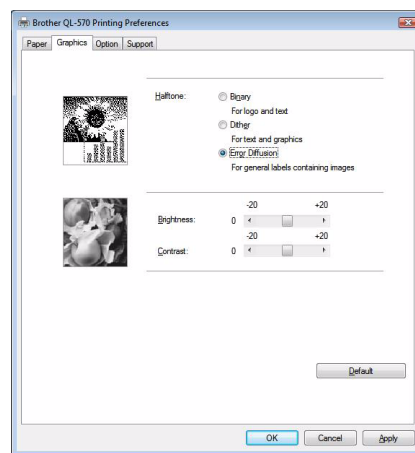 Brother QL-570 Printing Preferences
Paper Graphics Option Support
Halftone: Binary
For logo and text
Dither
For text and graphics
Error Diffusion
For general labels containing images
-20 +20
Brightness: 0
-20 +20
Contrast: 0
Default
OK Cancel Apply